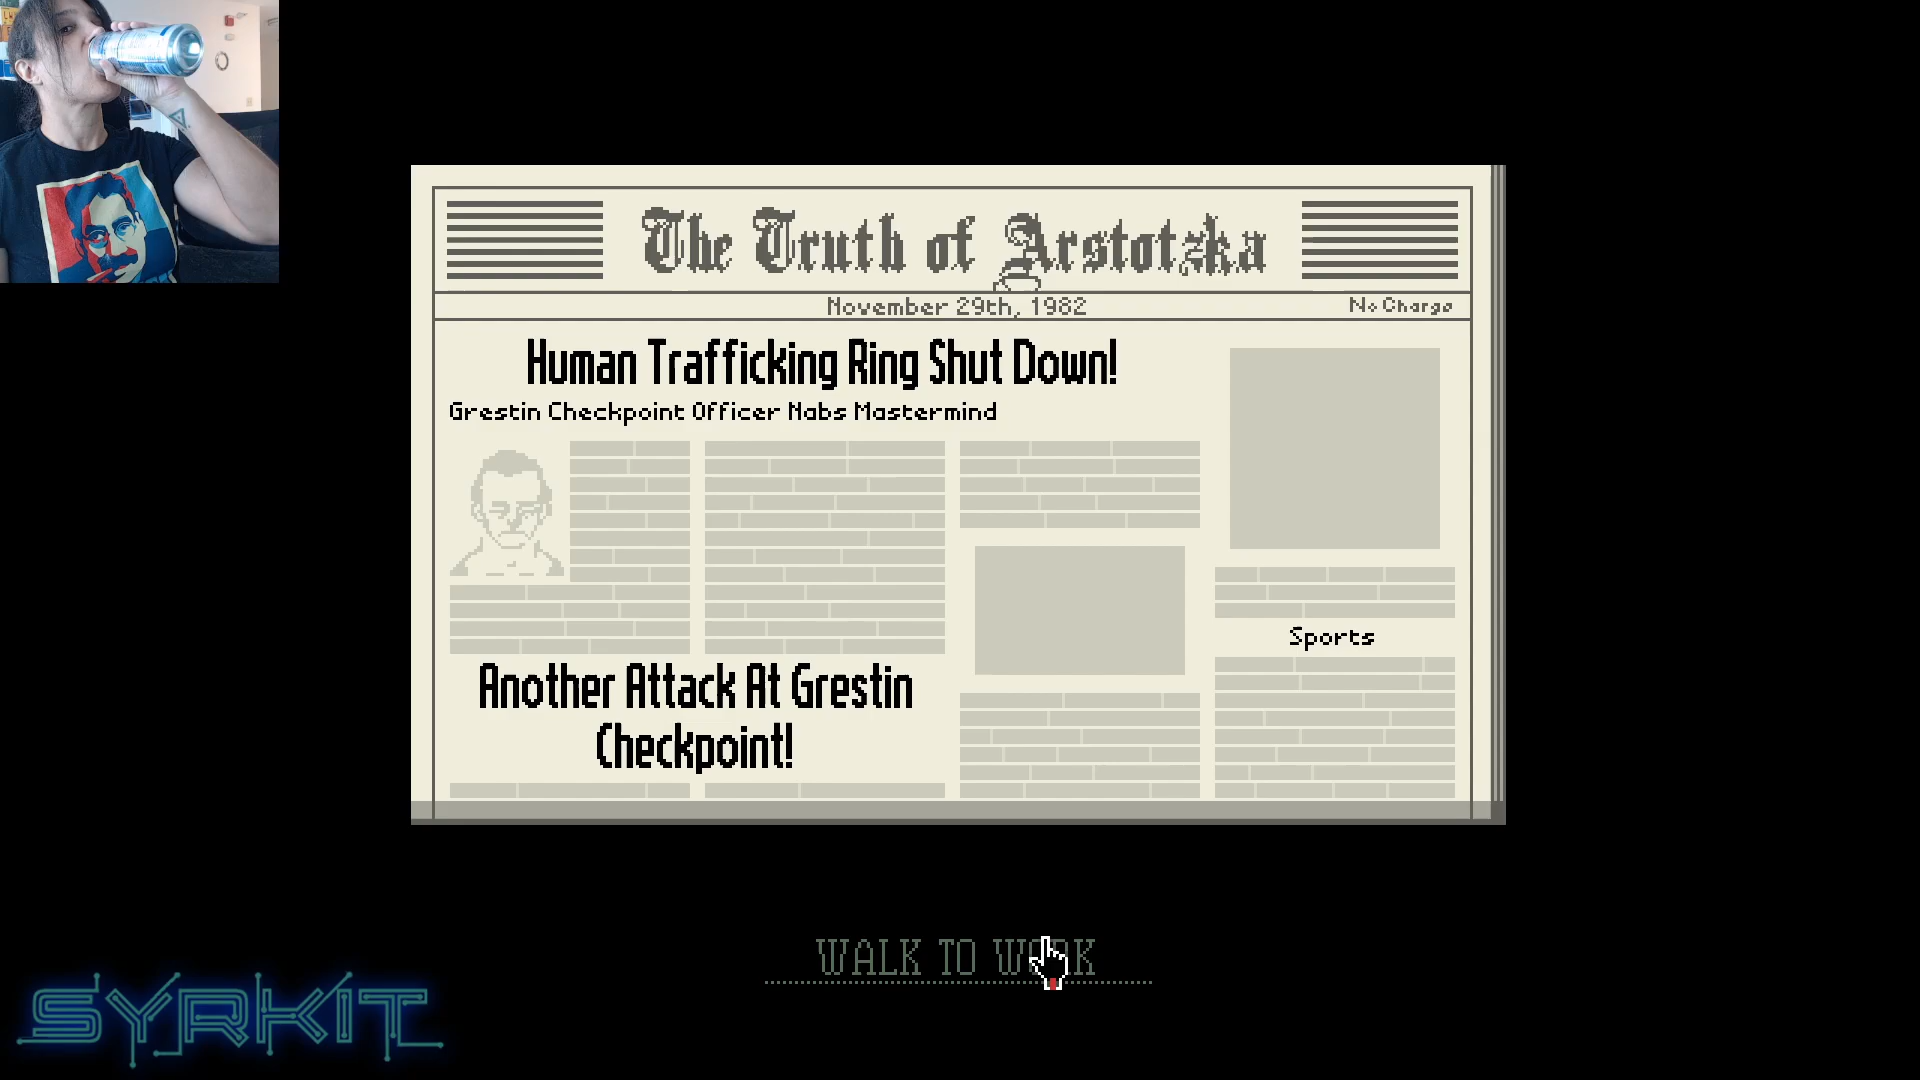 The Truth of Arstotzka
November 29th, 1982
No Charge
Human Trafficking Ring Shut Down!
Grestin Checkpoint Officer Nabs Mastermind
Another Attack At Grestin
Checkpoint!
Sports
WALK TO WORK
SYRKIT